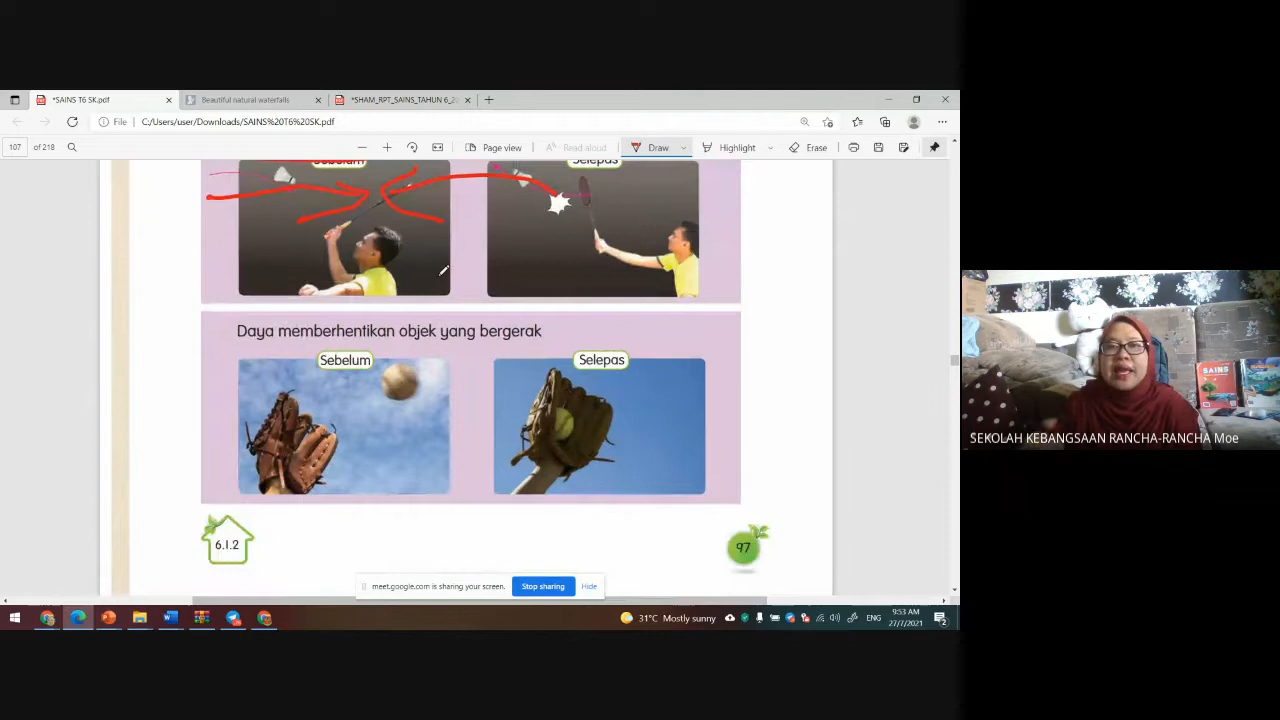 *SAINS T6 SK.pdf
Beautiful natural waterfalls
*SHAM_RPT_SAINS_TAHUN 6_20
File
C:/Users/user/Downloads/SAINS%20T6%20SK.pdf
107 of 218
Page view
Read aloud
Draw
Highlight
Erase
Sebelum
Selepas
Daya memberhentikan objek yang bergerak
Sebelum
Selepas
6.1.2
97
meet.google.com is sharing your screen.
Stop sharing
Hide
31°C Mostly sunny
ENG
9:53 AM
27/7/2021
2
SAINS
SEKOLAH KEBANGSAAN RANCHA-RANCHA Moe